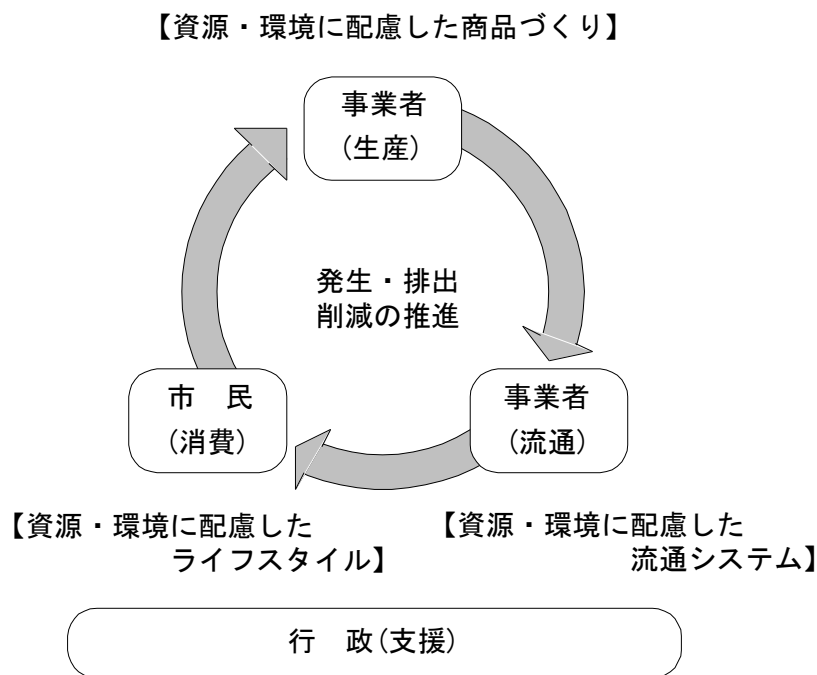 【資源・環境に配慮した商品づくり】
事業者
(生産)
発生・排出
削減の推進
市　民
(消費)
事業者
(流通)
【資源・環境に配慮した
ライフスタイル】
【資源・環境に配慮した
流通システム】
行　政(支援)